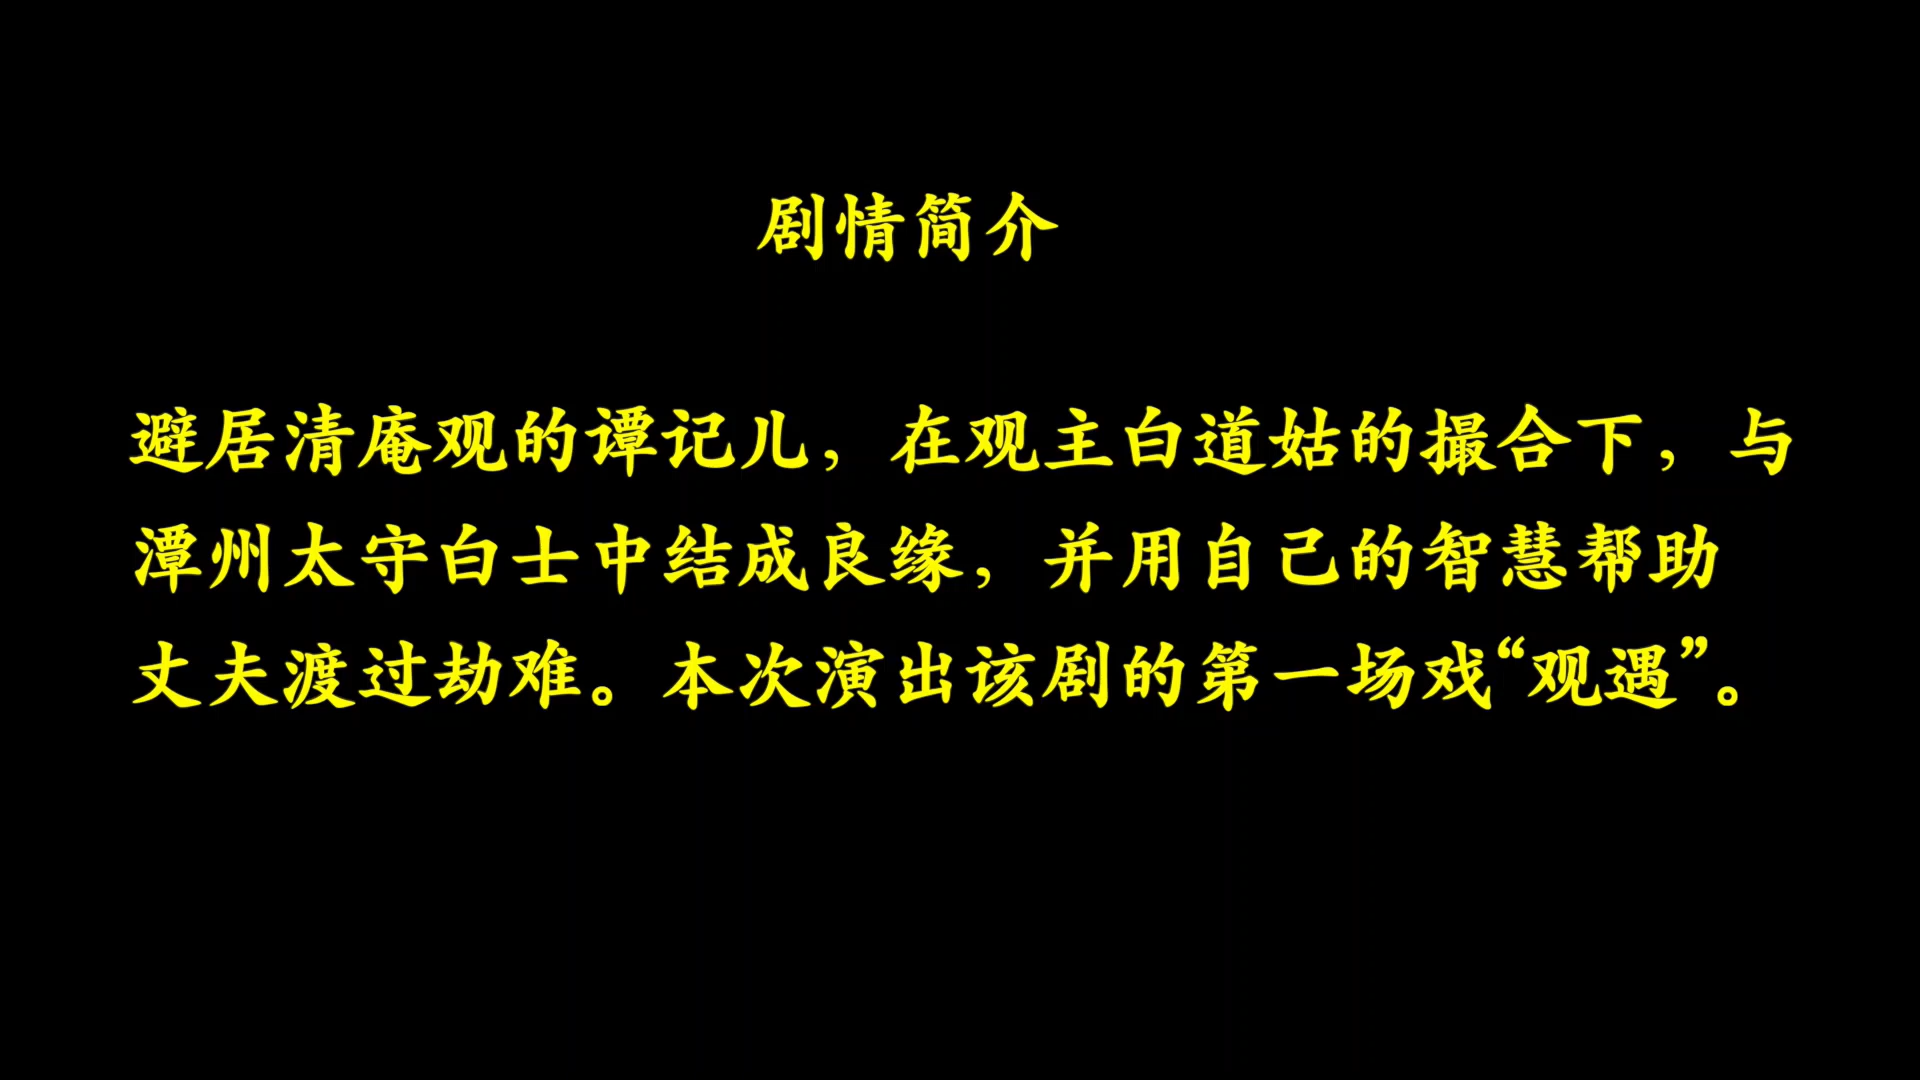 剧情简介
避居清庵观的谭记儿，在观主白道姑的撮合下，与
潭州太守白士中结成良缘，并用自己的智慧帮助
丈夫渡过劫难。本次演出该剧的第一场戏“观遇”。